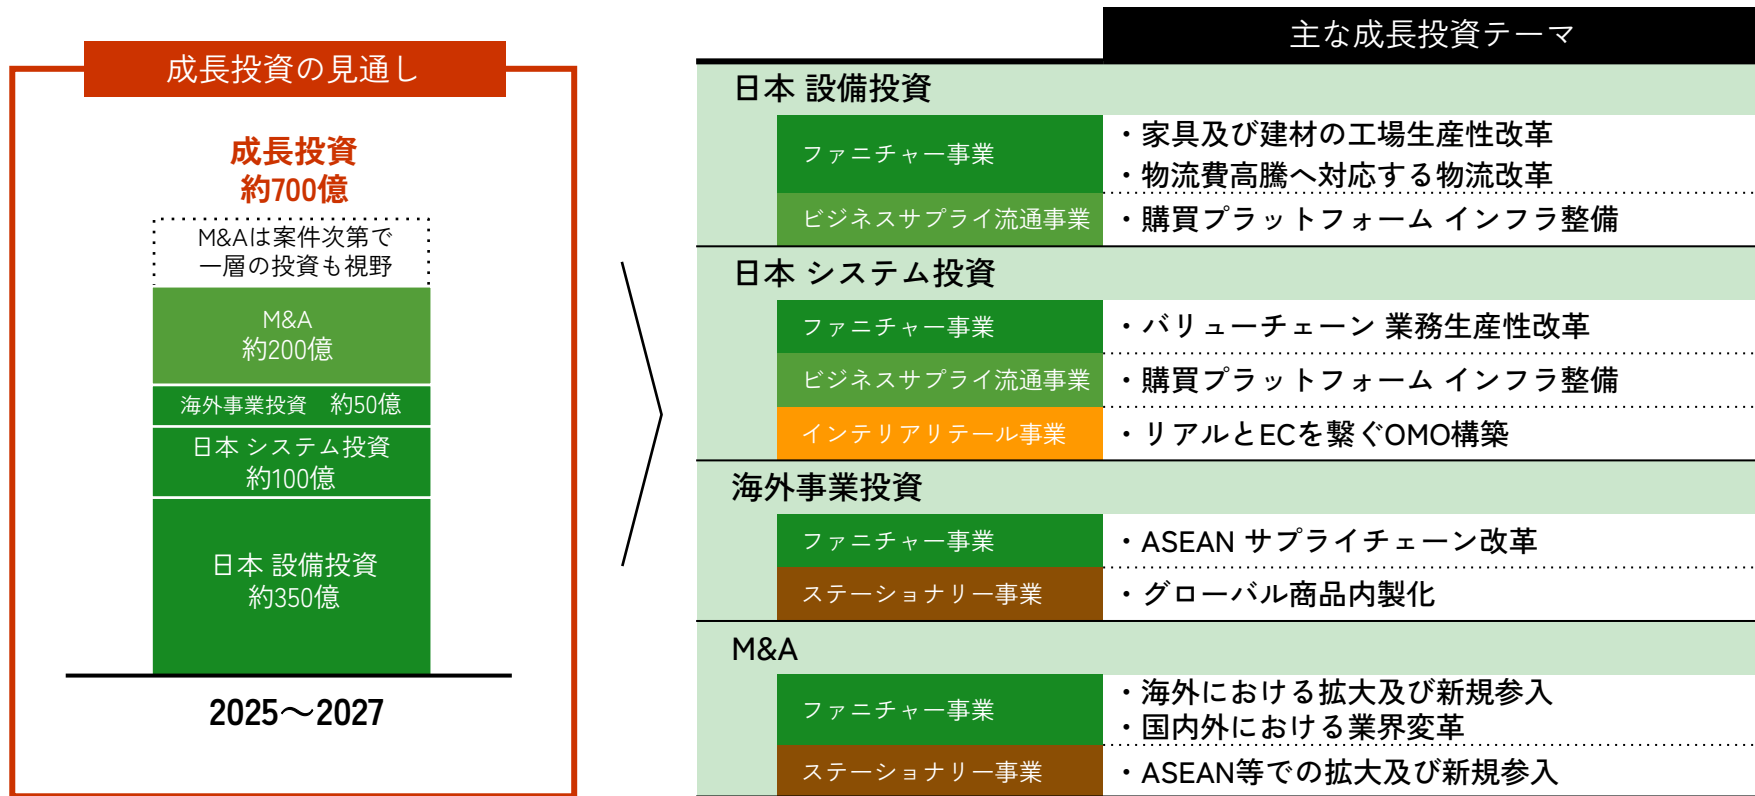 成長投資の見通し
成長投資
約700億
M&Aは案件次第で
一層の投資も視野
M&A
約200億
海外事業投資　約50億
日本 システム投資
約100億
日本 設備投資
約350億
2025～2027
主な成長投資テーマ
日本 設備投資
ファニチャー事業
・家具及び建材の工場生産性改革
・物流費高騰へ対応する物流改革
ビジネスサプライ流通事業
・購買プラットフォーム インフラ整備
日本 システム投資
ファニチャー事業
・バリューチェーン 業務生産性改革
ビジネスサプライ流通事業
・購買プラットフォーム インフラ整備
インテリアリテール事業
・リアルとECを繋ぐOMO構築
海外事業投資
ファニチャー事業
・ASEAN サプライチェーン改革
ステーショナリー事業
・グローバル商品内製化
M&A
ファニチャー事業
・海外における拡大及び新規参入
・国内外における業界変革
ステーショナリー事業
・ASEAN等での拡大及び新規参入